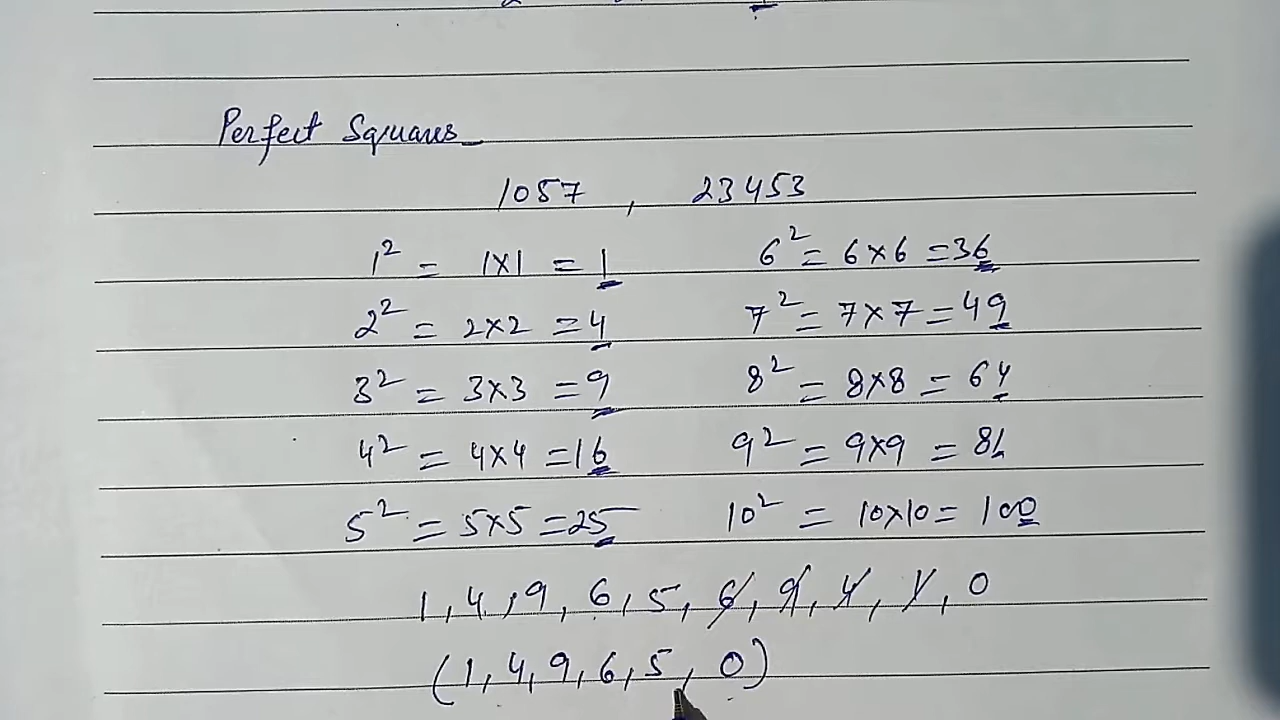 Perfect Squares
1057 , 23453
1² = 1×1 = 1 6² = 6×6 = 36
2² = 2×2 = 4 7² = 7×7 = 49
3² = 3×3 = 9 8² = 8×8 = 64
4² = 4×4 = 16 9² = 9×9 = 81
5² = 5×5 = 25 10² = 10×10 = 100
1, 4, 9, 6, 5, 6, 9, 4, 1, 0
(1, 4, 9, 6, 5, 0)